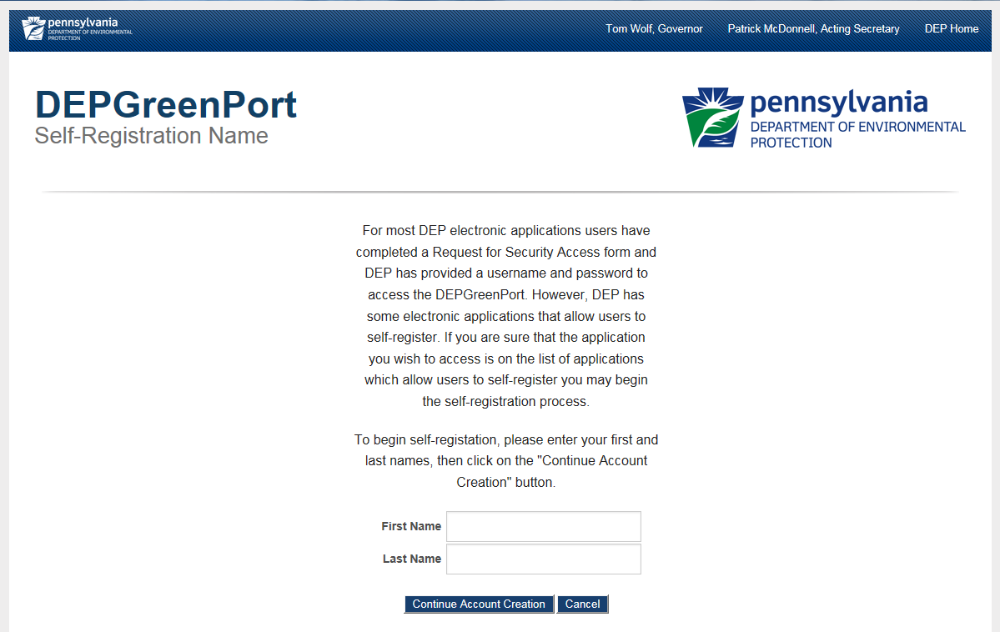 pennsylvania
DEPARTMENT OF ENVIRONMENTAL
PROTECTION
Tom Wolf, Governor
Patrick McDonnell, Acting Secretary
DEP Home
DEPGreenPort
Self-Registration Name
pennsylvania
DEPARTMENT OF ENVIRONMENTAL
PROTECTION
For most DEP electronic applications users have
completed a Request for Security Access form and
DEP has provided a username and password to
access the DEPGreenPort. However, DEP has
some electronic applications that allow users to
self-register. If you are sure that the application
you wish to access is on the list of applications
which allow users to self-register you may begin
the self-registration process.
To begin self-registation, please enter your first and
last names, then click on the "Continue Account
Creation" button.
First Name
Last Name
Continue Account Creation
Cancel